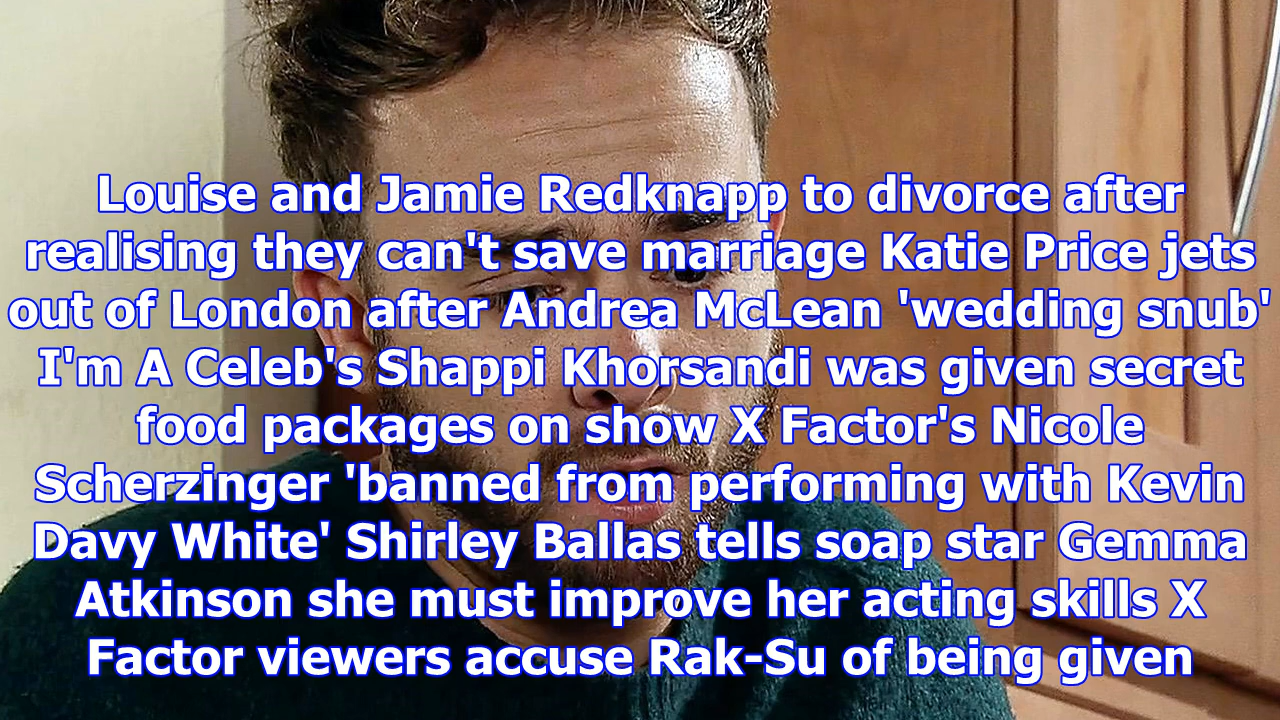 Louise and Jamie Redknapp to divorce after
realising they can't save marriage Katie Price jets
out of London after Andrea McLean 'wedding snub'
I'm A Celeb's Shappi Khorsandi was given secret
food packages on show X Factor's Nicole
Scherzinger 'banned from performing with Kevin
Davy White' Shirley Ballas tells soap star Gemma
Atkinson she must improve her acting skills X
Factor viewers accuse Rak-Su of being given